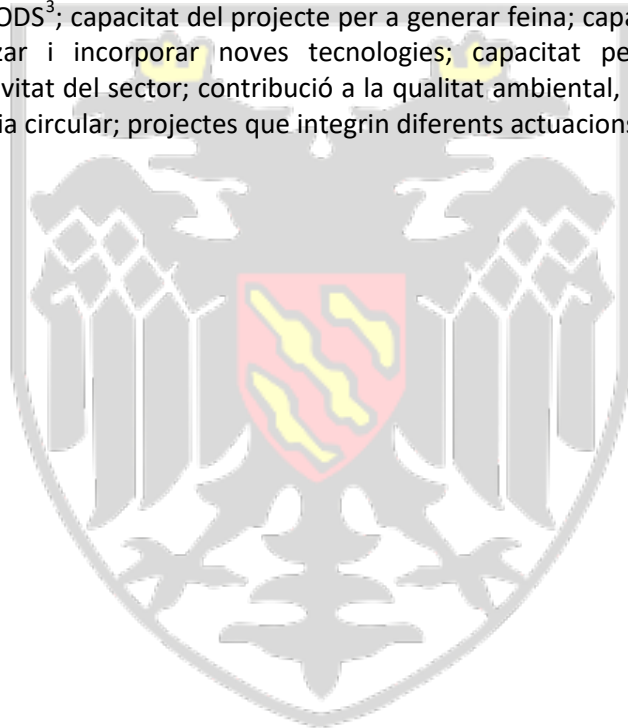 ODS³; capacitat del projecte per a generar feina; capa
zar i incorporar noves tecnologies; capacitat pe
vitat del sector; contribució a la qualitat ambiental,
ia circular; projectes que integrin diferents actuacions